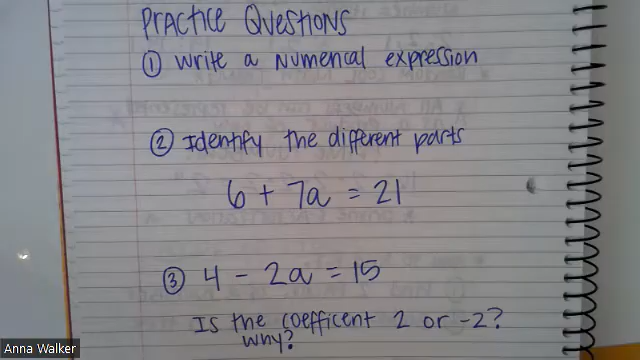 Practice Questions
① Write a Numerical expression
② Identify the different parts
6 + 7a = 21
③ 4 - 2a = 15
Is the coefficent 2 or -2?
why?
Anna Walker